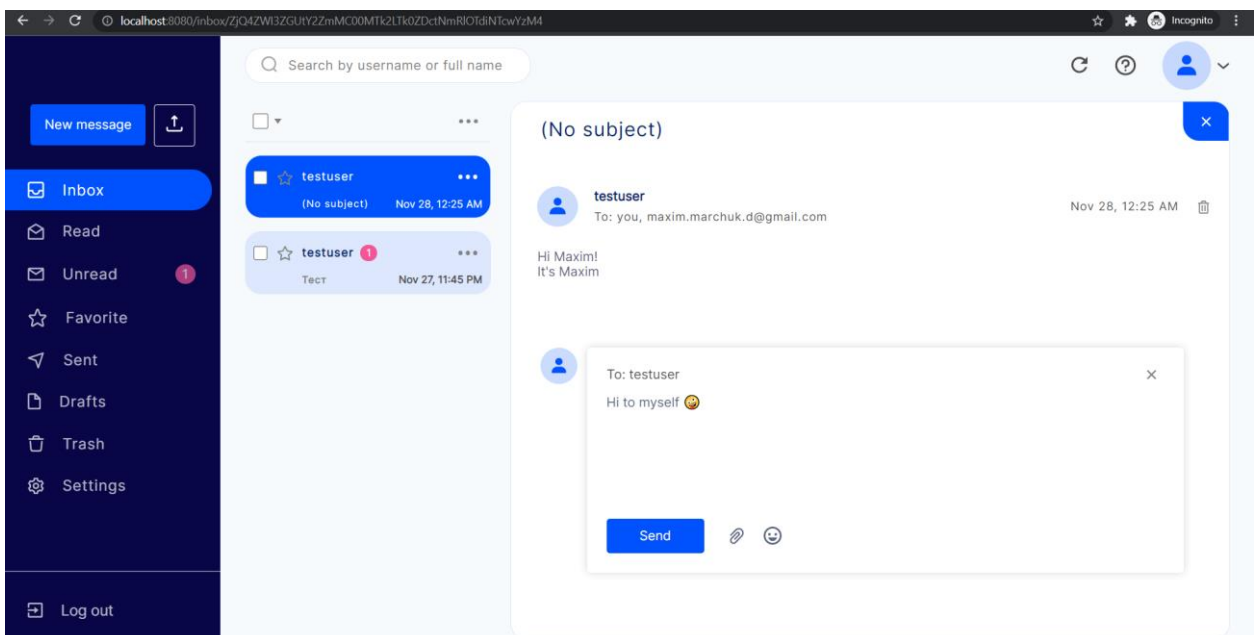 localhost:8080/inbox/ZjQ4ZWI3ZGUtY2ZmMC00MTk2LTk0ZDctNmRlOTdiNTcwYzM4
Incognito
Search by username or full name
New message
Inbox
Read
Unread 1
Favorite
Sent
Drafts
Trash
Settings
Log out
testuser
(No subject) Nov 28, 12:25 AM
testuser 1
Тест Nov 27, 11:45 PM
(No subject)
testuser
To: you, maxim.marchuk.d@gmail.com
Nov 28, 12:25 AM
Hi Maxim!
It's Maxim
To: testuser
Hi to myself 😜
Send